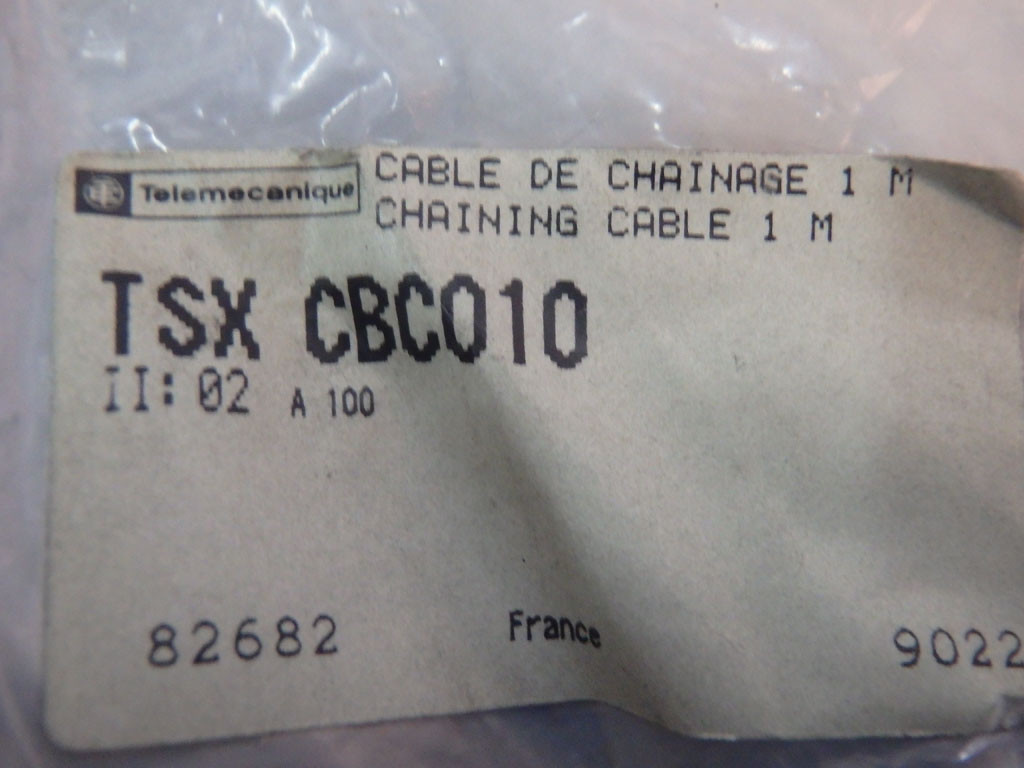 Telemecanique
CABLE DE CHAINAGE 1 M
CHAINING CABLE 1 M
TSX CBC010
II: 02 A 100
82682 France 9022